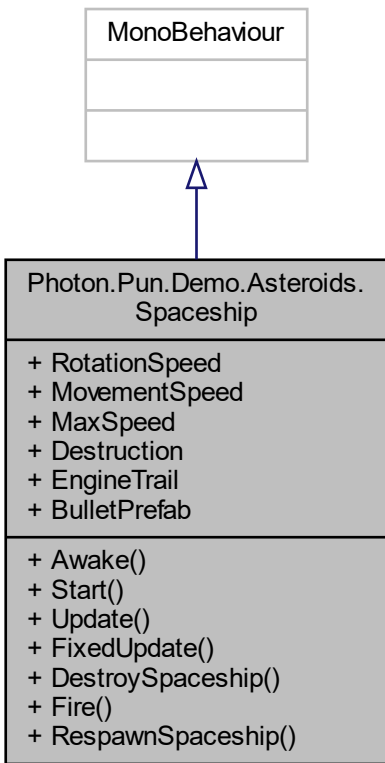 MonoBehaviour
Photon.Pun.Demo.Asteroids.
Spaceship
+ RotationSpeed
+ MovementSpeed
+ MaxSpeed
+ Destruction
+ EngineTrail
+ BulletPrefab
+ Awake()
+ Start()
+ Update()
+ FixedUpdate()
+ DestroySpaceship()
+ Fire()
+ RespawnSpaceship()